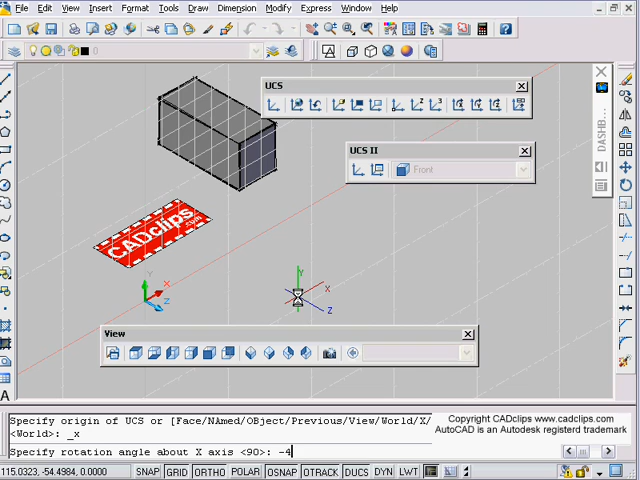 File Edit View Insert Format Tools Draw Dimension Modify Express Window Help
0
UCS
UCS II
Front
DASHB
CADclips
.com
Y
X
Z
Y
X
Z
View
Specify origin of UCS or [Face/NAmed/OBject/Previous/View/World/X/
<World>: _x
Specify rotation angle about X axis <90>: -4
Copyright CADclips www.cadclips.com
AutoCAD is an Autodesk registerd trademark
115.0323, -54.4984, 0.0000 SNAP GRID ORTHO POLAR OSNAP OTRACK DUCS DYN LWT